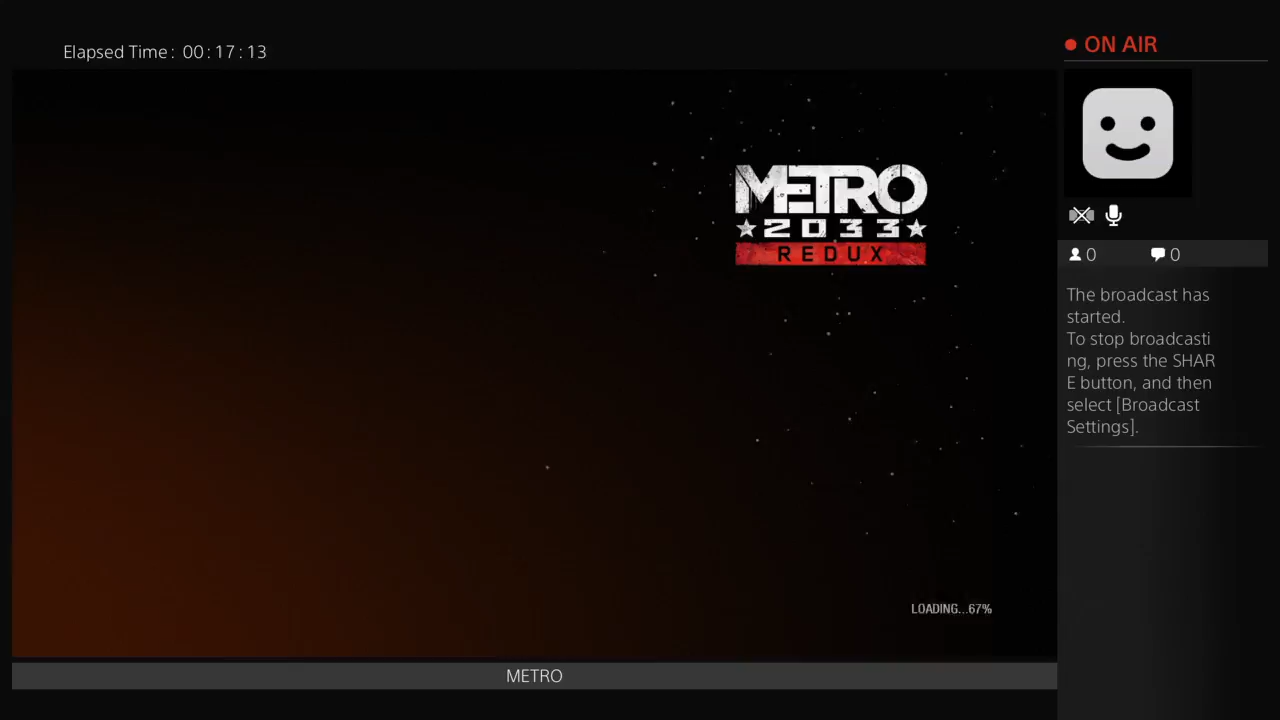 Elapsed Time: 00:17:13
ON AIR
METRO
2033
REDUX
0 0
The broadcast has
started.
To stop broadcasti
ng, press the SHAR
E button, and then
select [Broadcast
Settings].
LOADING...67%
METRO